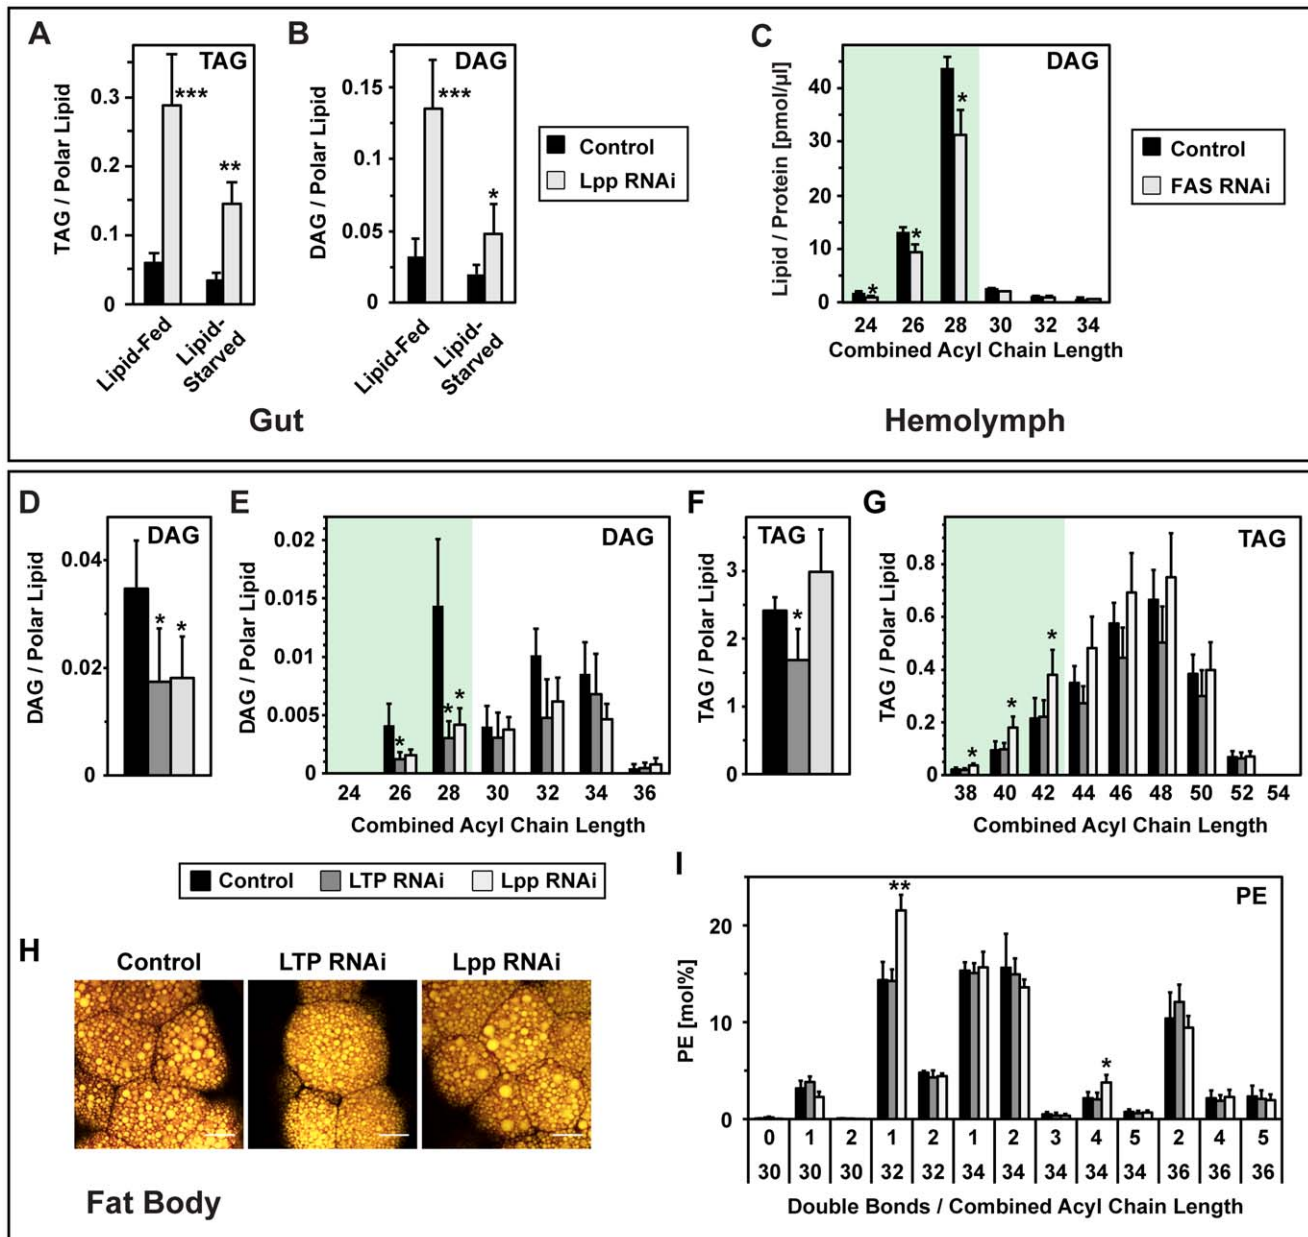 A
TAG
TAG / Polar Lipid
0.3
0.2
0.1
0
***
**
Lipid-Fed
Lipid-
Starved
B
DAG
DAG / Polar Lipid
0.15
0.1
0.05
0
***
*
Lipid-Fed
Lipid-
Starved
Control
Lpp RNAi
Gut
C
DAG
Lipid / Protein [pmol/µl]
40
30
20
10
0
*
*
*
24 26 28 30 32 34
Combined Acyl Chain Length
Control
FAS RNAi
Hemolymph
D
DAG
DAG / Polar Lipid
0.04
0.02
0
* *
E
DAG
DAG / Polar Lipid
0.02
0.015
0.01
0.005
0
*
* *
24 26 28 30 32 34 36
Combined Acyl Chain Length
F
TAG
TAG / Polar Lipid
3
2
1
0
*
G
TAG
TAG / Polar Lipid
0.8
0.6
0.4
0.2
0
*
*
*
38 40 42 44 46 48 50 52 54
Combined Acyl Chain Length
Control LTP RNAi Lpp RNAi
H
Control LTP RNAi Lpp RNAi
Fat Body
I
PE
PE [mol%]
20
10
0
**
*
0 1 2 1 2 1 2 3 4 5 2 4 5
30 30 30 32 32 34 34 34 34 34 36 36 36
Double Bonds / Combined Acyl Chain Length